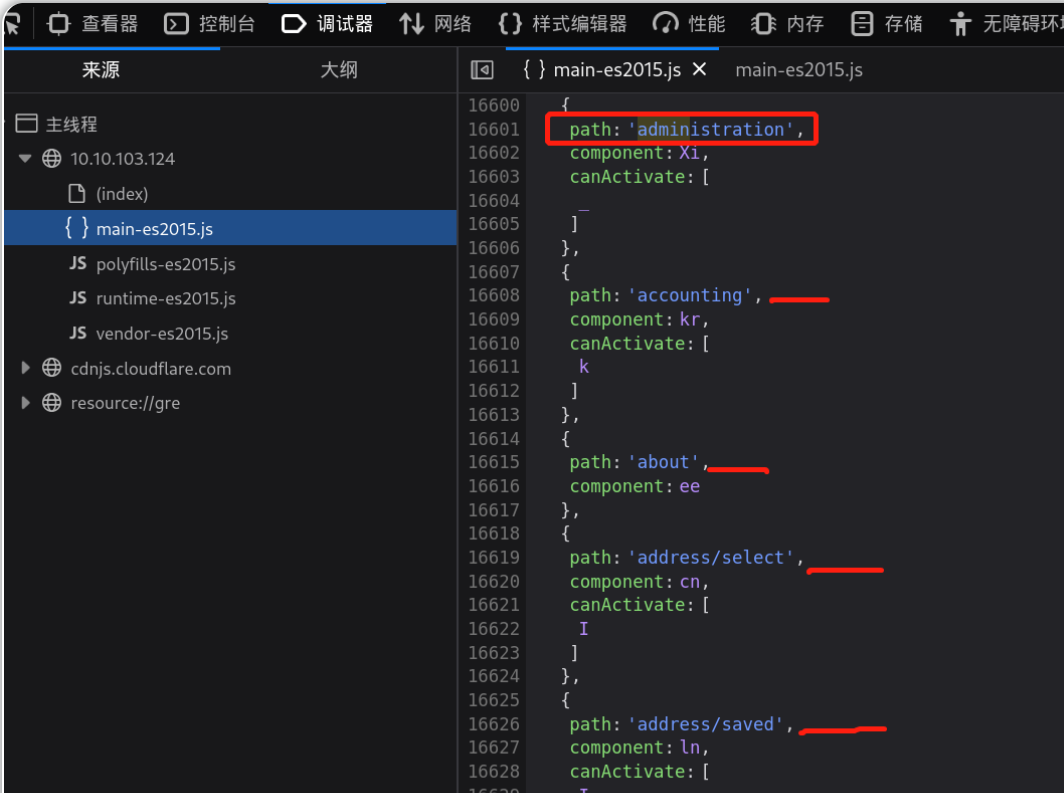 查看器 控制台 调试器 网络 { } 样式编辑器 性能 内存 存储 无障碍环
来源 大纲 { } main-es2015.js × main-es2015.js
主线程
10.10.103.124
(index)
{ } main-es2015.js
JS polyfills-es2015.js
JS runtime-es2015.js
JS vendor-es2015.js
cdnjs.cloudflare.com
resource://gre
16600 {
16601 path: 'administration',
16602 component: Xi,
16603 canActivate: [
16604 _
16605 ]
16606 },
16607 {
16608 path: 'accounting',
16609 component: kr,
16610 canActivate: [
16611 k
16612 ]
16613 },
16614 {
16615 path: 'about',
16616 component: ee
16617 },
16618 {
16619 path: 'address/select',
16620 component: cn,
16621 canActivate: [
16622 I
16623 ]
16624 },
16625 {
16626 path: 'address/saved',
16627 component: ln,
16628 canActivate: [